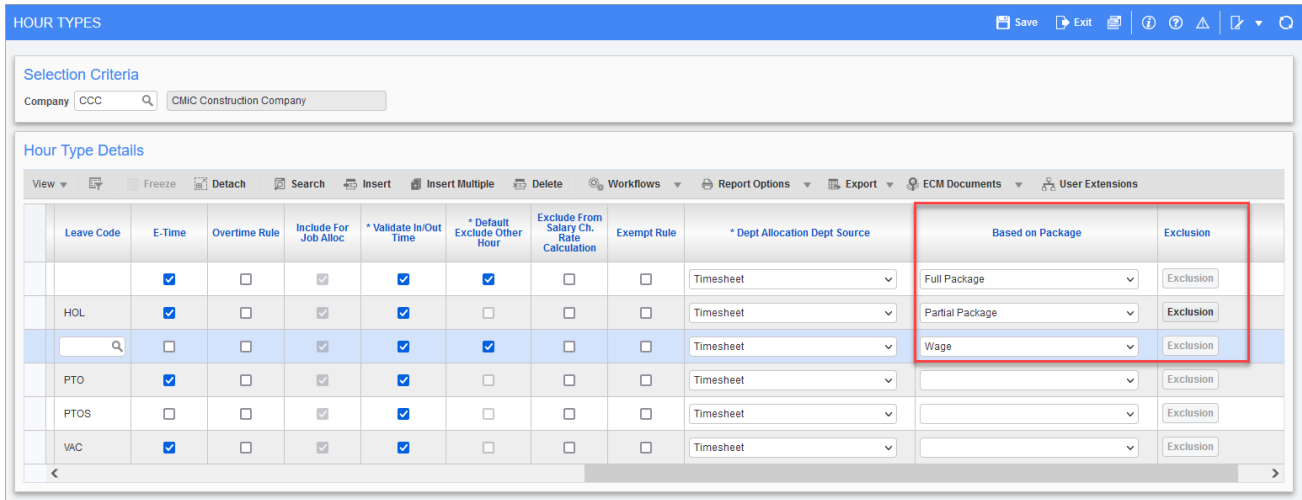 HOUR TYPES Save Exit
Selection Criteria
Company CCC CMiC Construction Company
Hour Type Details
View Freeze Detach Search Insert Insert Multiple Delete Workflows Report Options Export ECM Documents User Extensions
Leave Code E-Time Overtime Rule Include For Job Alloc * Validate In/Out Time * Default Exclude Other Hour Exclude From Salary Ch. Rate Calculation Exempt Rule * Dept Allocation Dept Source Based on Package Exclusion
Timesheet Full Package Exclusion
HOL Timesheet Partial Package Exclusion
Timesheet Wage Exclusion
PTO Timesheet Exclusion
PTOS Timesheet Exclusion
VAC Timesheet Exclusion